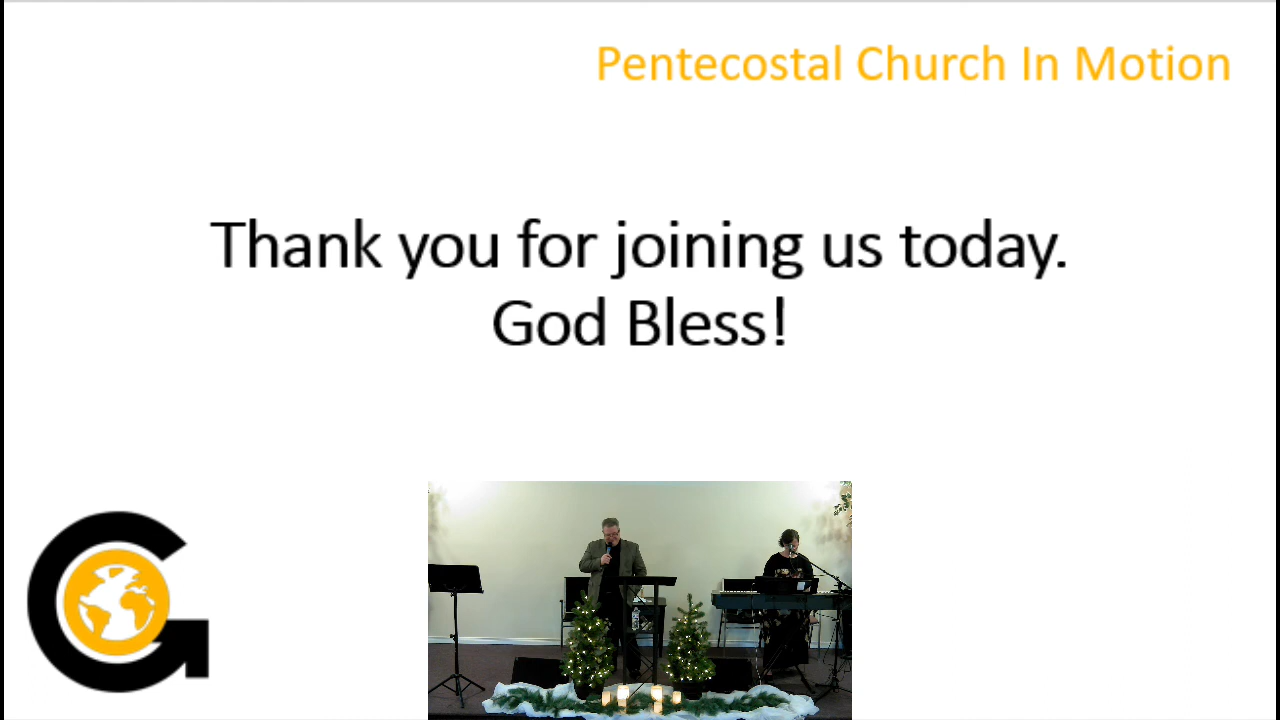 Pentecostal Church In Motion
Thank you for joining us today.
God Bless!